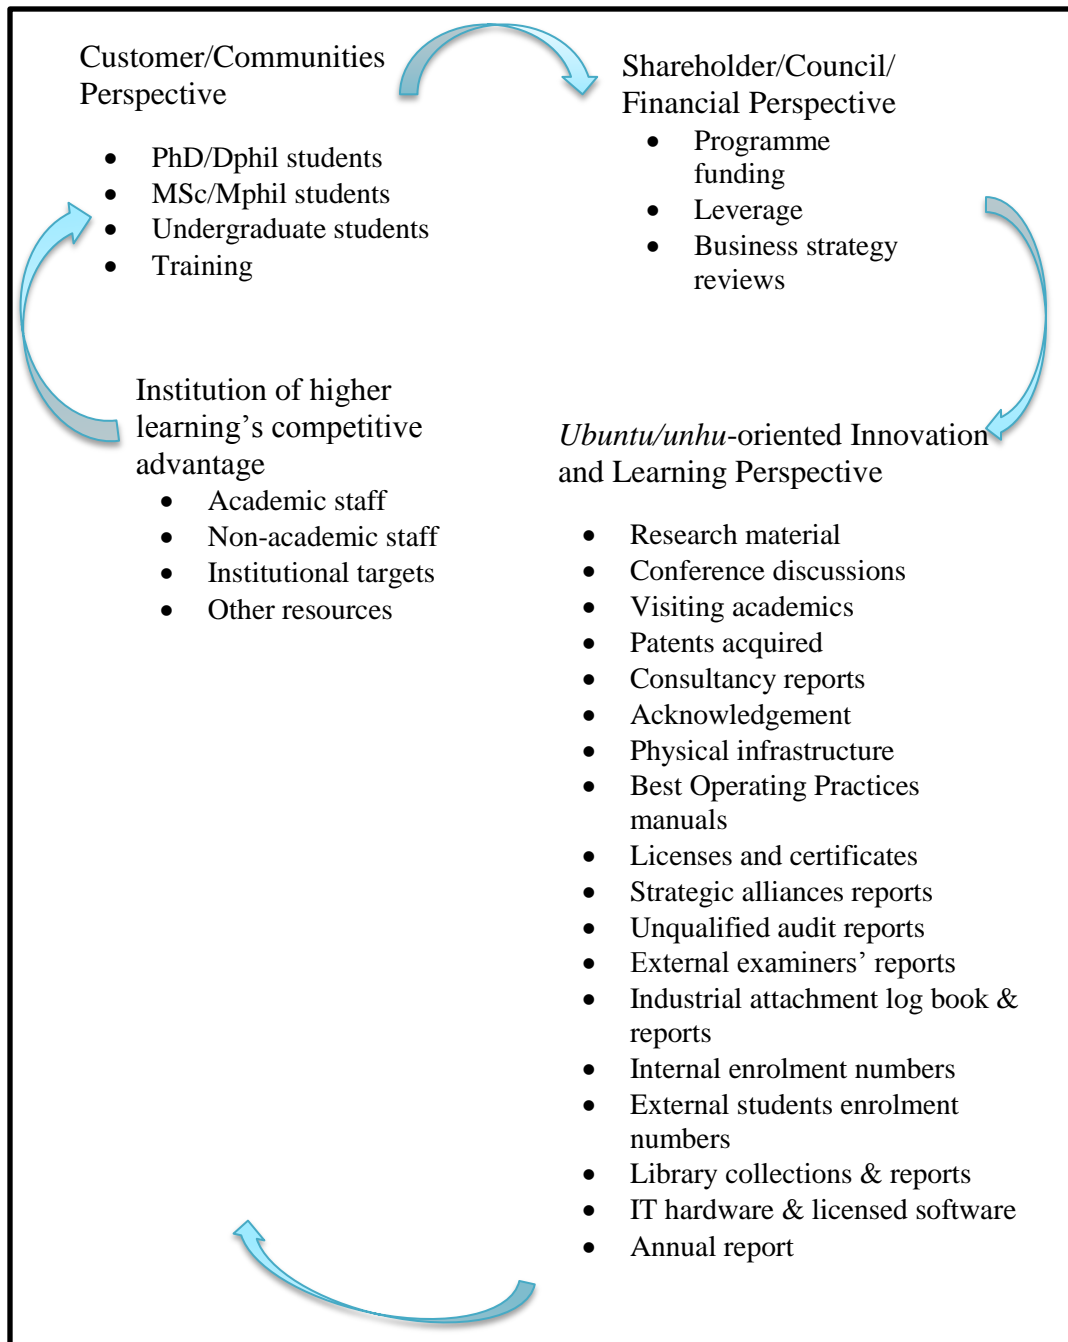 Customer/Communities
Perspective
• PhD/Dphil students
• MSc/Mphil students
• Undergraduate students
• Training
Shareholder/Council/
Financial Perspective
• Programme
funding
• Leverage
• Business strategy
reviews
Institution of higher
learning’s competitive
advantage
• Academic staff
• Non-academic staff
• Institutional targets
• Other resources
Ubuntu/unhu-oriented Innovation
and Learning Perspective
• Research material
• Conference discussions
• Visiting academics
• Patents acquired
• Consultancy reports
• Acknowledgement
• Physical infrastructure
• Best Operating Practices
manuals
• Licenses and certificates
• Strategic alliances reports
• Unqualified audit reports
• External examiners’ reports
• Industrial attachment log book &
reports
• Internal enrolment numbers
• External students enrolment
numbers
• Library collections & reports
• IT hardware & licensed software
• Annual report